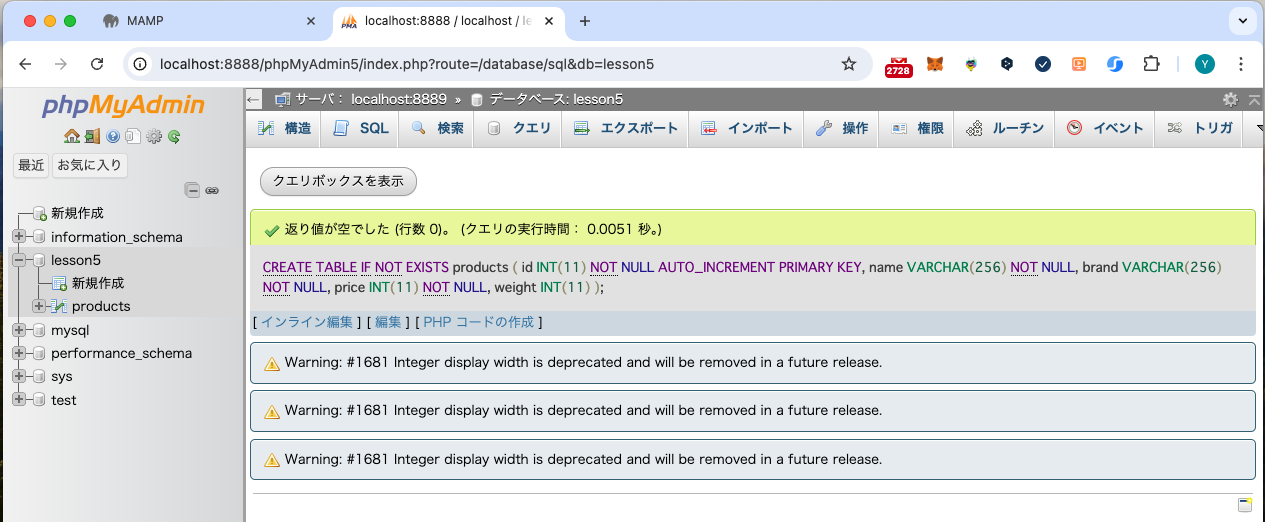 MAMP
localhost:8888 / localhost / le
localhost:8888/phpMyAdmin5/index.php?route=/database/sql&db=lesson5
2728
Y
phpMyAdmin
最近 お気に入り
新規作成
information_schema
lesson5
新規作成
products
mysql
performance_schema
sys
test
サーバ： localhost:8889 » データベース: lesson5
構造 SQL 検索 クエリ エクスポート インポート 操作 権限 ルーチン イベント トリガ
クエリボックスを表示
返り値が空でした (行数 0)。 (クエリの実行時間： 0.0051 秒。)
CREATE TABLE IF NOT EXISTS products ( id INT(11) NOT NULL AUTO_INCREMENT PRIMARY KEY, name VARCHAR(256) NOT NULL, brand VARCHAR(256)
NOT NULL, price INT(11) NOT NULL, weight INT(11) );
[ インライン編集 ] [ 編集 ] [ PHP コードの作成 ]
Warning: #1681 Integer display width is deprecated and will be removed in a future release.
Warning: #1681 Integer display width is deprecated and will be removed in a future release.
Warning: #1681 Integer display width is deprecated and will be removed in a future release.